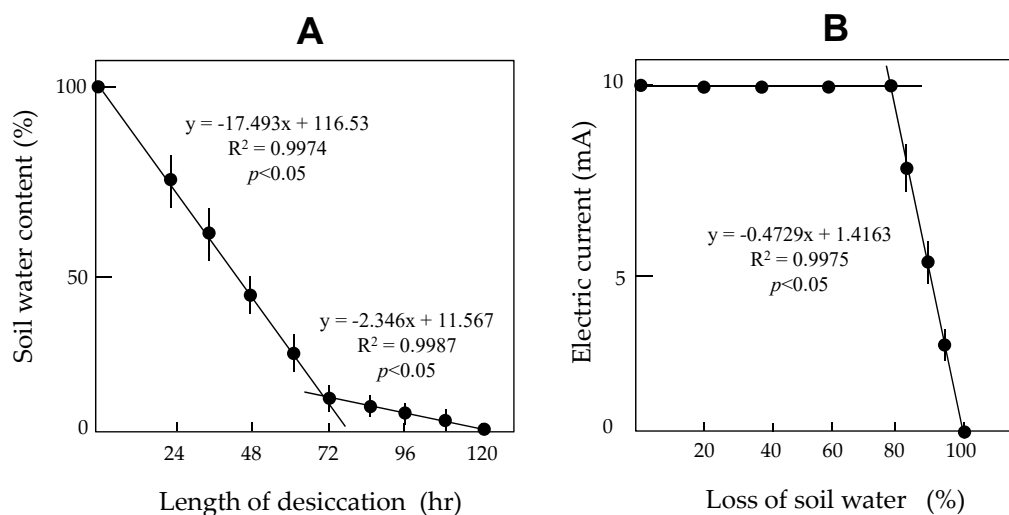 A
Soil water content (%)
100
50
0
y = -17.493x + 116.53
R² = 0.9974
p<0.05
y = -2.346x + 11.567
R² = 0.9987
p<0.05
24 48 72 96 120
Length of desiccation (hr)
B
Electric current (mA)
10
5
0
y = -0.4729x + 1.4163
R² = 0.9975
p<0.05
20 40 60 80 100
Loss of soil water (%)